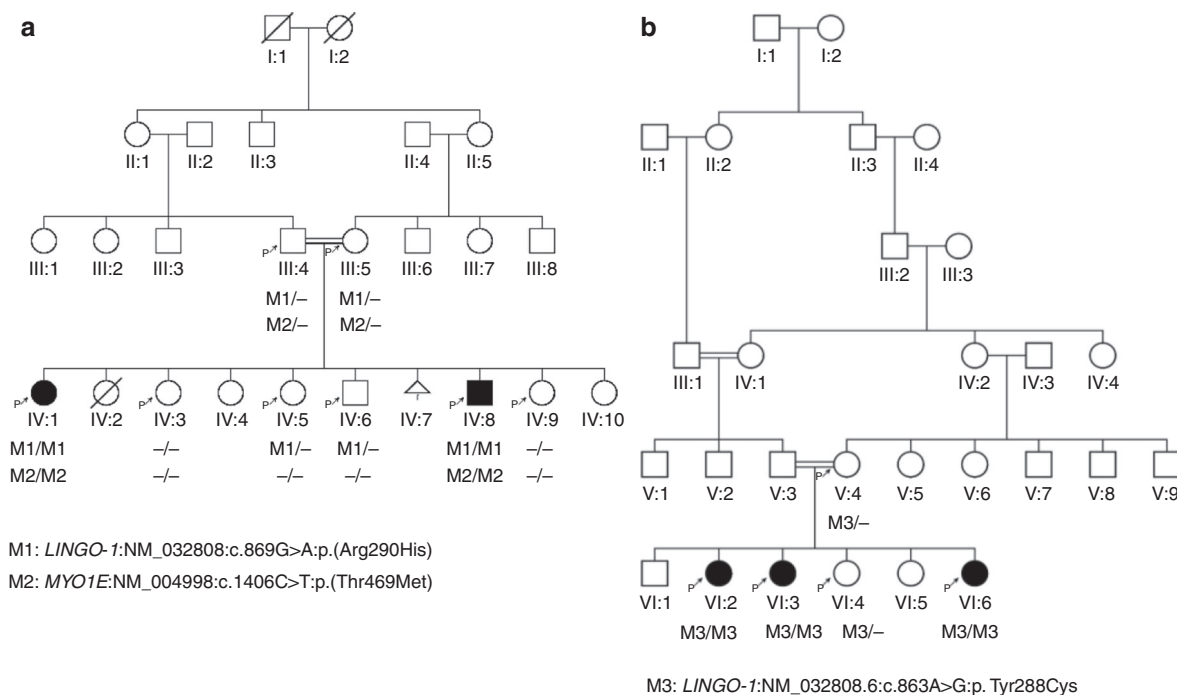 a
I:1 I:2
II:1 II:2 II:3 II:4 II:5
III:1 III:2 III:3 P III:4 P III:5 III:6 III:7 III:8
M1/– M1/–
M2/– M2/–
P IV:1 IV:2 P IV:3 IV:4 P IV:5 P IV:6 IV:7 P IV:8 P IV:9 IV:10
M1/M1 –/– M1/– M1/– M1/M1 –/–
M2/M2 –/– –/– –/– M2/M2 –/–
M1: LINGO-1:NM_032808:c.869G>A:p.(Arg290His)
M2: MYO1E:NM_004998:c.1406C>T:p.(Thr469Met)
b
I:1 I:2
II:1 II:2 II:3 II:4
III:2 III:3
III:1 IV:1 IV:2 IV:3 IV:4
V:1 V:2 V:3 P V:4 V:5 V:6 V:7 V:8 V:9
M3/–
VI:1 P VI:2 P VI:3 P VI:4 VI:5 P VI:6
M3/M3 M3/M3 M3/– M3/M3
M3: LINGO-1:NM_032808.6:c.863A>G:p. Tyr288Cys